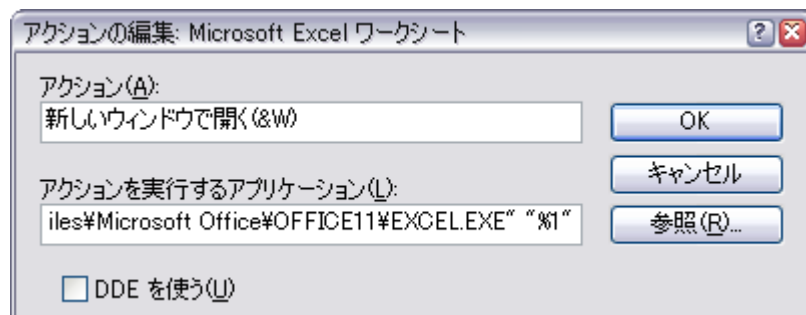 アクションの編集: Microsoft Excel ワークシート
アクション(A):
新しいウィンドウで開く(&W)
OK
キャンセル
アクションを実行するアプリケーション(L):
iles¥Microsoft Office¥OFFICE11¥EXCEL.EXE" "%1"
参照(R)...
DDE を使う(U)